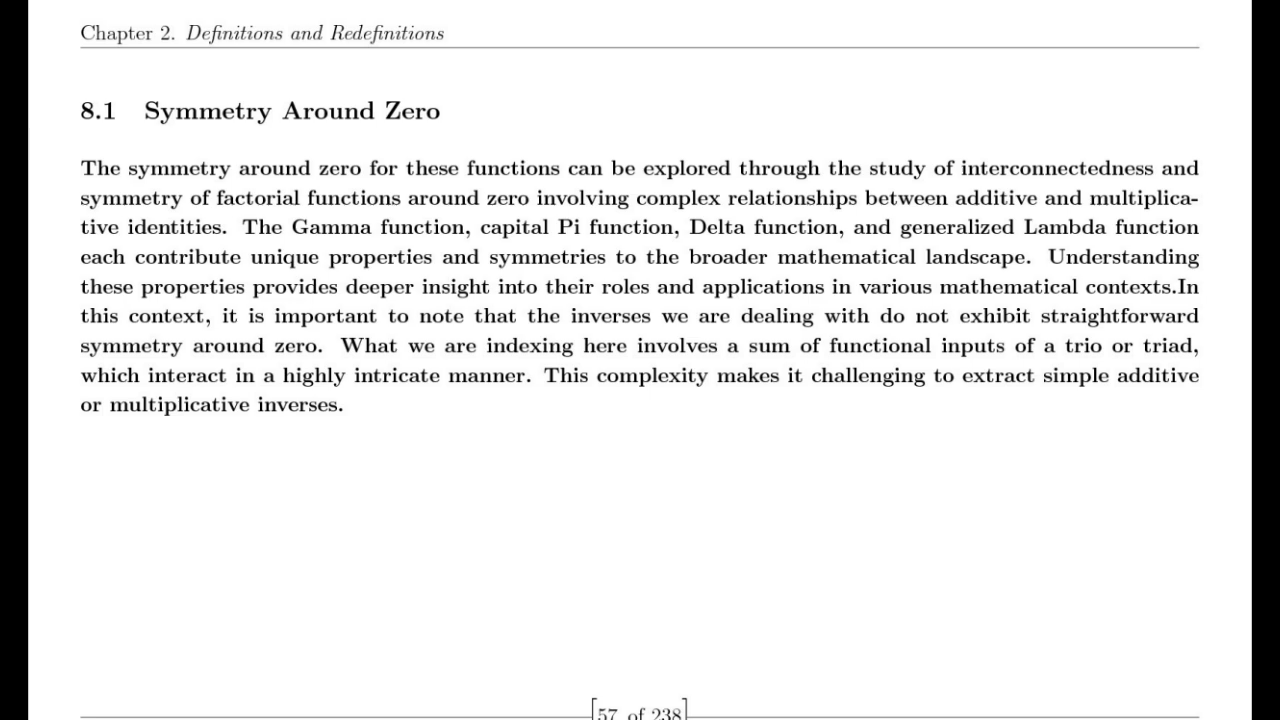 Chapter 2. Definitions and Redefinitions
8.1 Symmetry Around Zero
The symmetry around zero for these functions can be explored through the study of interconnectedness and
symmetry of factorial functions around zero involving complex relationships between additive and multiplica-
tive identities. The Gamma function, capital Pi function, Delta function, and generalized Lambda function
each contribute unique properties and symmetries to the broader mathematical landscape. Understanding
these properties provides deeper insight into their roles and applications in various mathematical contexts.In
this context, it is important to note that the inverses we are dealing with do not exhibit straightforward
symmetry around zero. What we are indexing here involves a sum of functional inputs of a trio or triad,
which interact in a highly intricate manner. This complexity makes it challenging to extract simple additive
or multiplicative inverses.
[57 of 238]